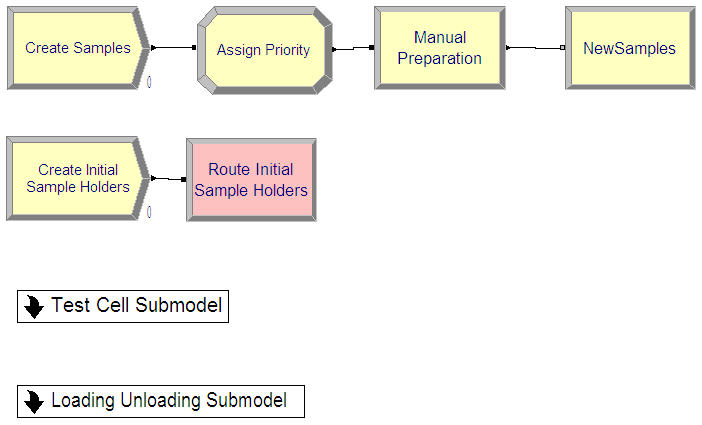 Create Samples
Assign Priority
Manual
Preparation
NewSamples
0
Create Initial
Sample Holders
Route Initial
Sample Holders
0
Test Cell Submodel
Loading Unloading Submodel